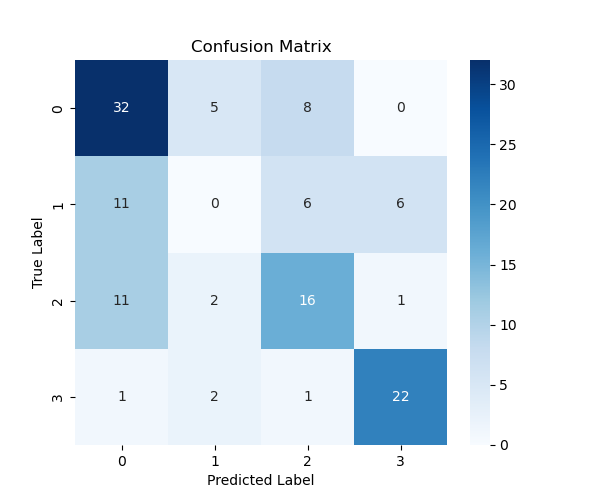 Confusion Matrix
True Label
0 32 5 8 0
1 11 0 6 6
2 11 2 16 1
3 1 2 1 22
0 1 2 3
Predicted Label
30
25
20
15
10
5
0